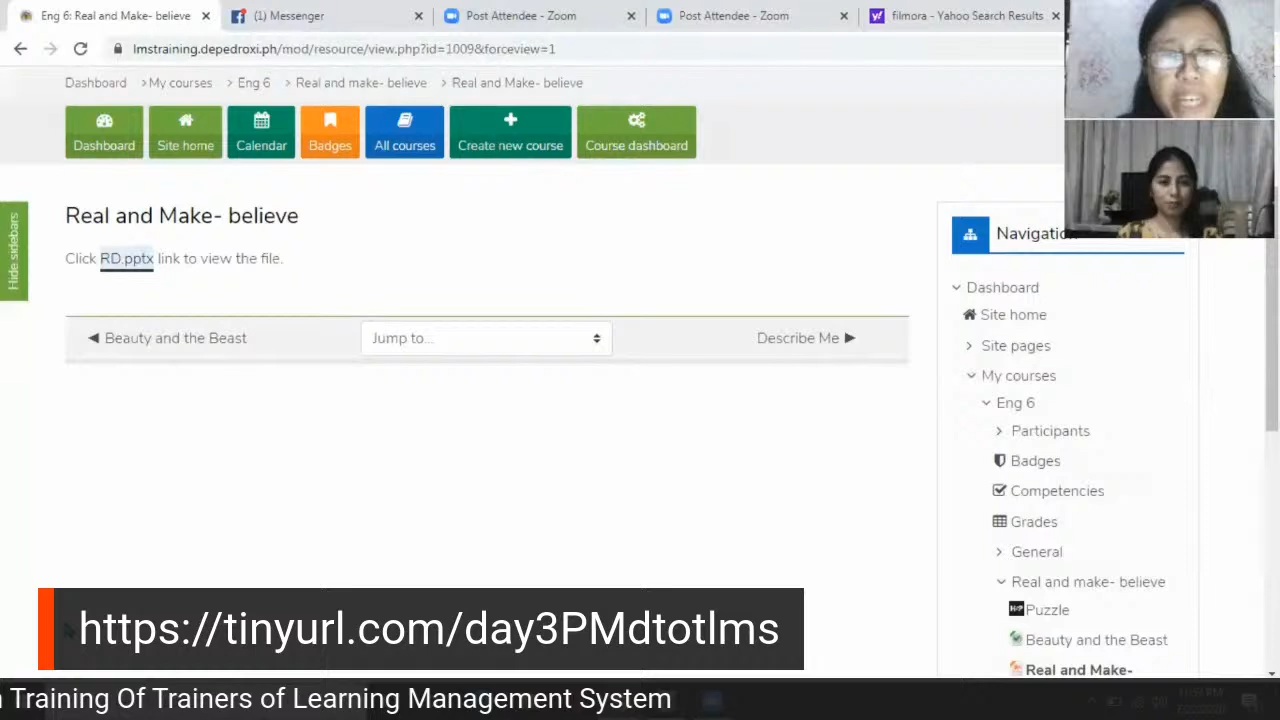 Eng 6: Real and Make- believe
(1) Messenger
Post Attendee - Zoom
Post Attendee - Zoom
filmora - Yahoo Search Results
lmstraining.depedroxi.ph/mod/resource/view.php?id=1009&forceview=1
Dashboard > My courses > Eng 6 > Real and make- believe > Real and Make- believe
Dashboard
Site home
Calendar
Badges
All courses
Create new course
Course dashboard
Hide sidebars
Real and Make- believe
Click RD.pptx link to view the file.
◀ Beauty and the Beast
Jump to...
Describe Me ▶
Navigation
Dashboard
Site home
Site pages
My courses
Eng 6
Participants
Badges
Competencies
Grades
General
Real and make- believe
Puzzle
Beauty and the Beast
Real and Make-
https://tinyurl.com/day3PMdtotlms
Training Of Trainers of Learning Management System